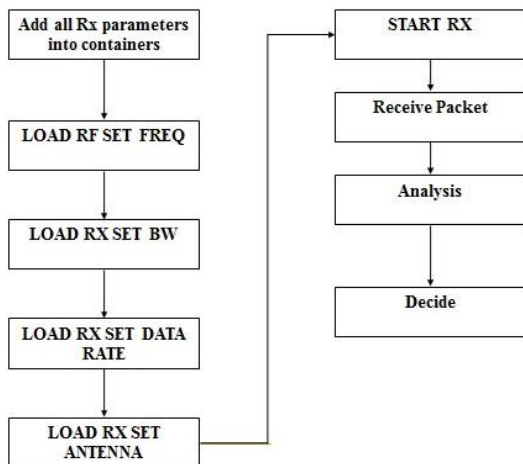 Add all Rx parameters
into containers
LOAD RF SET FREQ
LOAD RX SET BW
LOAD RX SET DATA
RATE
LOAD RX SET
ANTENNA
START RX
Receive Packet
Analysis
Decide